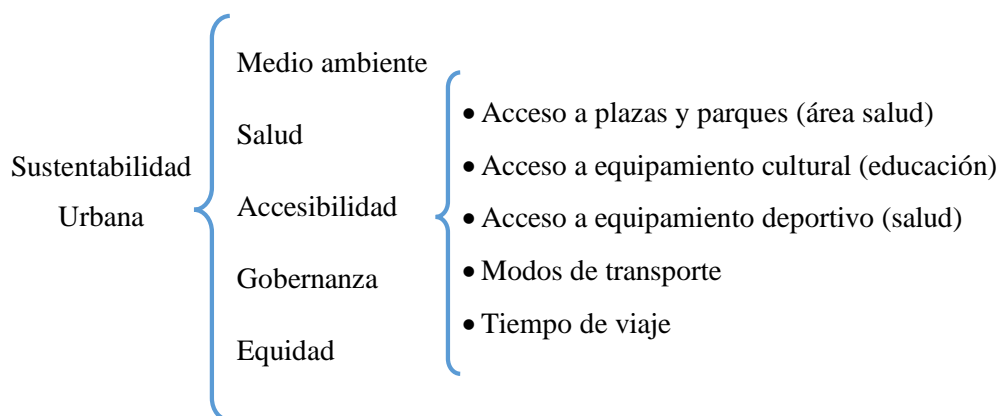 Sustentabilidad
Urbana
Medio ambiente
Salud
Accesibilidad
Gobernanza
Equidad
• Acceso a plazas y parques (área salud)
• Acceso a equipamiento cultural (educación)
• Acceso a equipamiento deportivo (salud)
• Modos de transporte
• Tiempo de viaje